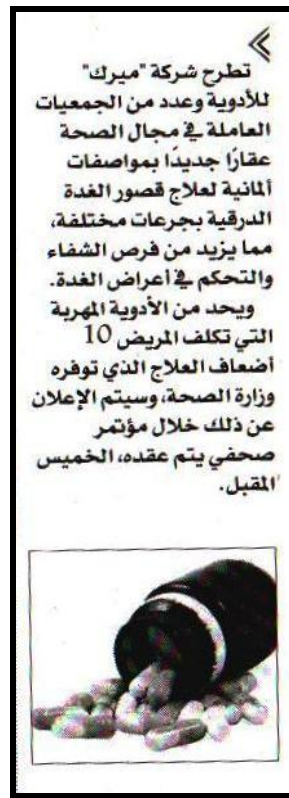 تطرح شركة "ميرك"
للأدوية وعدد من الجمعيات
العاملة في مجال الصحة
عقارًا جديدًا بمواصفات
ألمانية لعلاج قصور الغدة
الدرقية بجرعات مختلفة،
مما يزيد من فرص الشفاء
والتحكم في أعراض الغدة.
ويحد من الأدوية المهربة
التي تكلف المريض 10
أضعاف العلاج الذي توفره
وزارة الصحة، وسيتم الإعلان
عن ذلك خلال مؤتمر
صحفي يتم عقده، الخميس
المقبل.